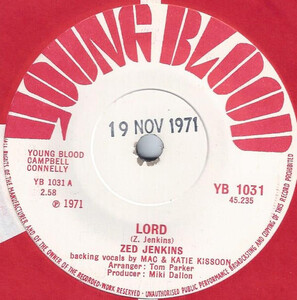 YOUNG BLOOD
19 NOV 1971
YOUNG BLOOD
CAMPBELL
CONNELLY
YB 1031 A
2.58
℗ 1971
YB 1031
45.235
LORD
(Z. Jenkins)
ZED JENKINS
backing vocals by MAC & KATIE KISSOON
Arranger: Tom Parker
Producer: Miki Dallon
ALL RIGHTS OF THE MANUFACTURER AND OF THE OWNER OF THE RECORDED WORK RESERVED · UNAUTHORISED PUBLIC PERFORMANCE, BROADCASTING AND COPYING OF THIS RECORD PROHIBITED